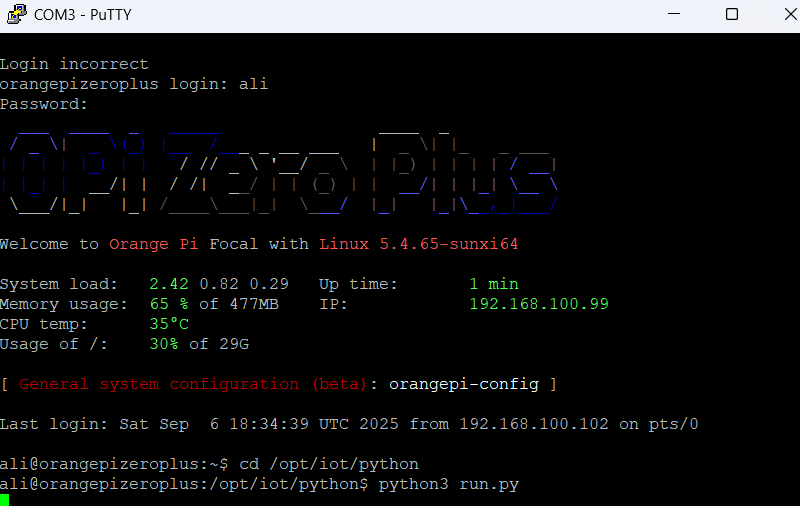 COM3 - PuTTY
Login incorrect
orangepizeroplus login: ali
Password:
OPi Zero Plus
Welcome to Orange Pi Focal with Linux 5.4.65-sunxi64
System load:   2.42 0.82 0.29   Up time:       1 min
Memory usage:  65 % of 477MB    IP:            192.168.100.99
CPU temp:      35°C
Usage of /:    30% of 29G
[ General system configuration (beta): orangepi-config ]
Last login: Sat Sep  6 18:34:39 UTC 2025 from 192.168.100.102 on pts/0
ali@orangepizeroplus:~$ cd /opt/iot/python
ali@orangepizeroplus:/opt/iot/python$ python3 run.py